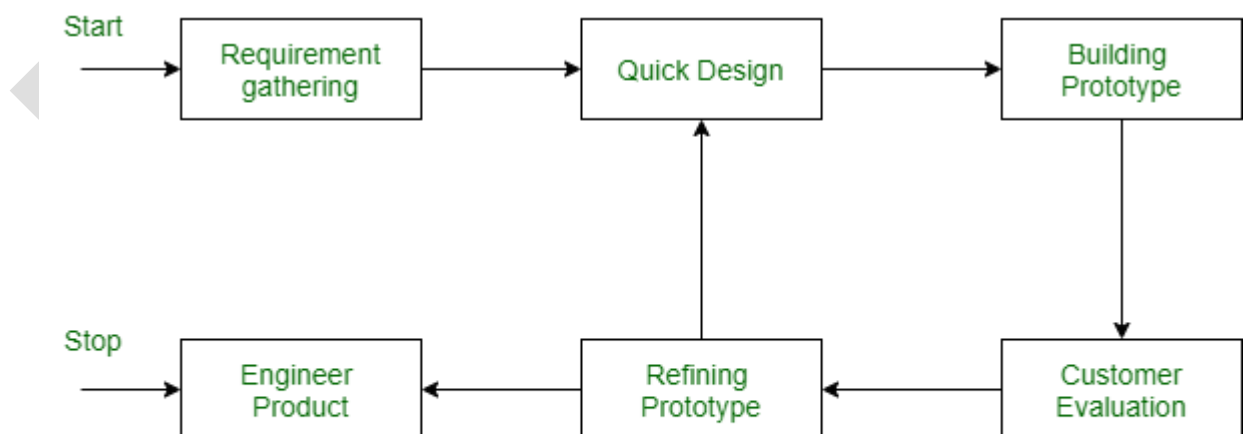 Start
Requirement
gathering
Quick Design
Building
Prototype
Stop
Engineer
Product
Refining
Prototype
Customer
Evaluation